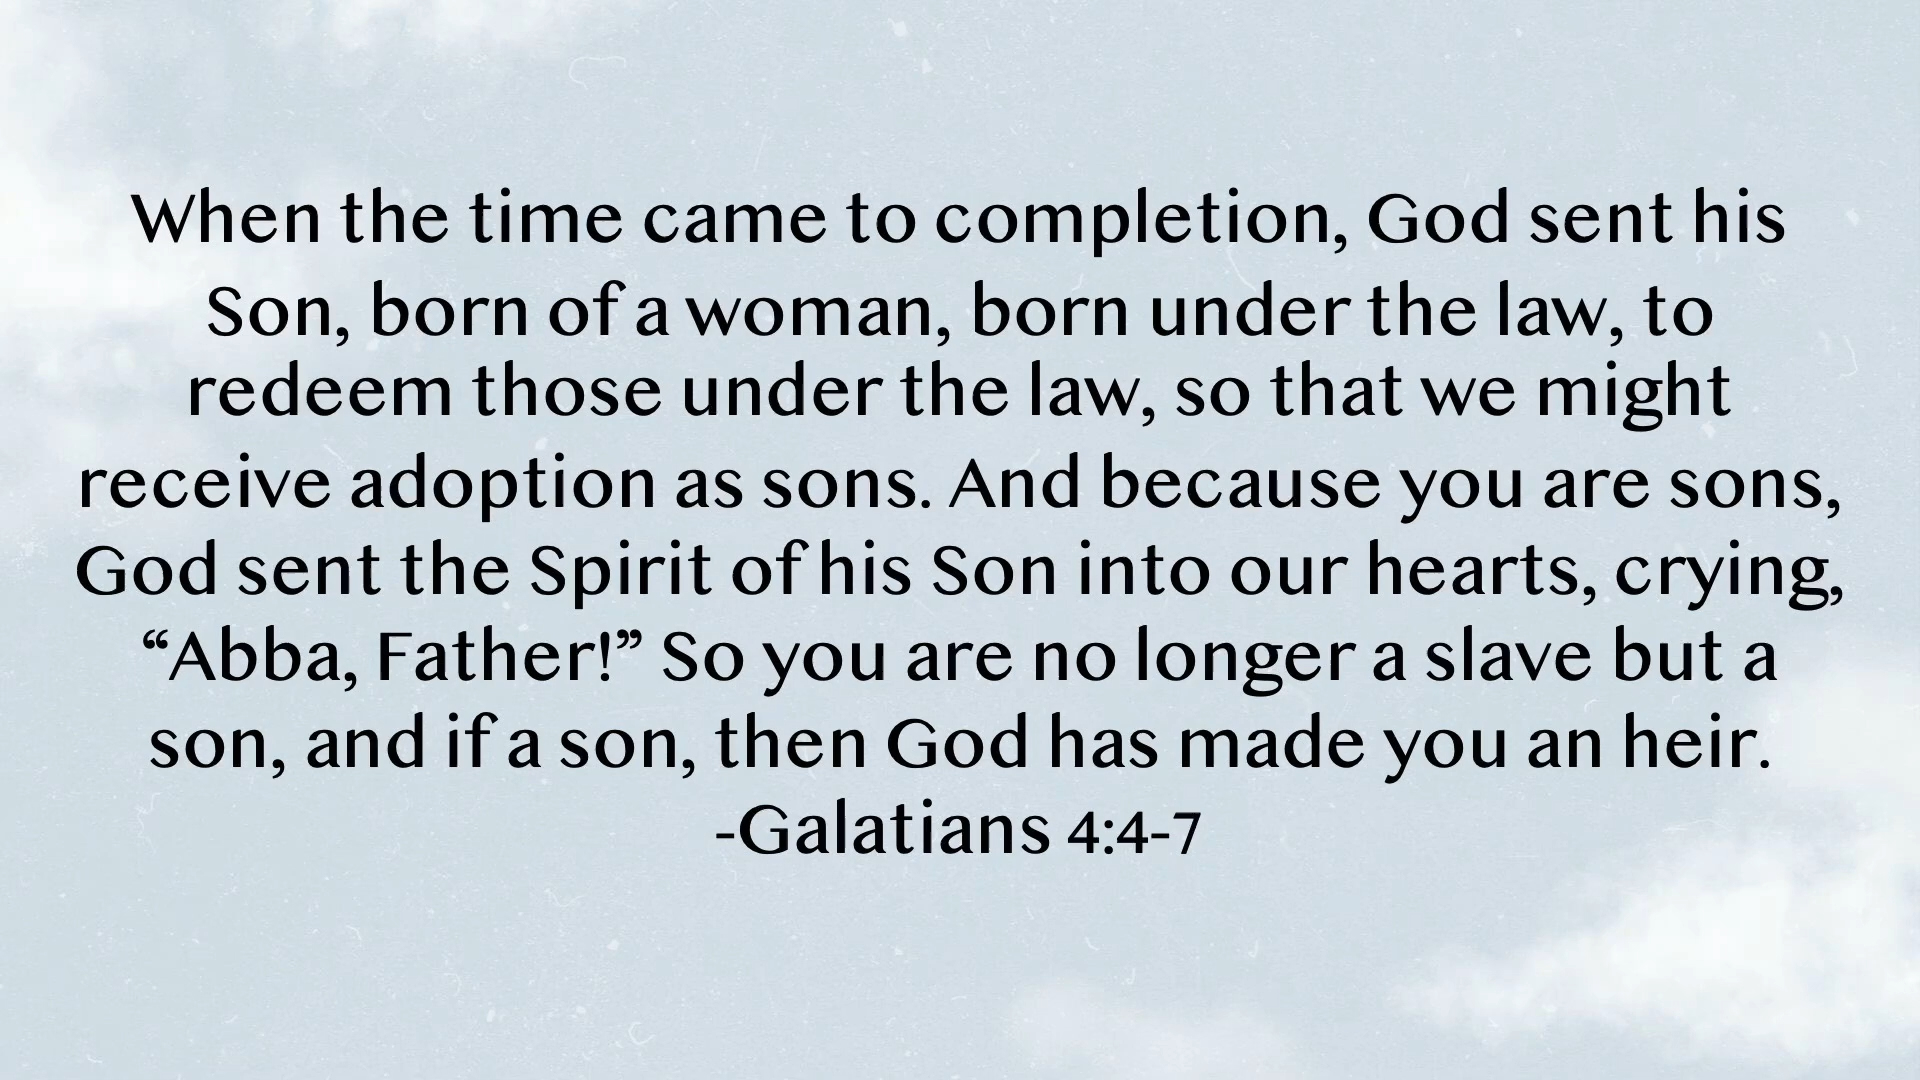 When the time came to completion, God sent his
Son, born of a woman, born under the law, to
redeem those under the law, so that we might
receive adoption as sons. And because you are sons,
God sent the Spirit of his Son into our hearts, crying,
“Abba, Father!” So you are no longer a slave but a
son, and if a son, then God has made you an heir.
-Galatians 4:4-7